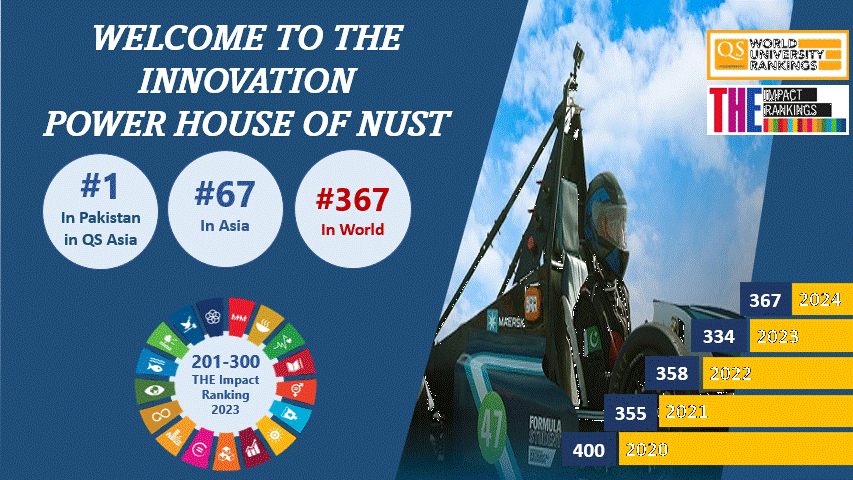 WELCOME TO THE
INNOVATION
POWER HOUSE OF NUST
QS WORLD
UNIVERSITY
RANKINGS
THE IMPACT
RANKINGS
#1
In Pakistan
in QS Asia
#67
In Asia
#367
In World
201-300
THE Impact
Ranking
2023
MAERSK
47
FORMULA
STUDENT
367 2024
334 2023
358 2022
355 2021
400 2020